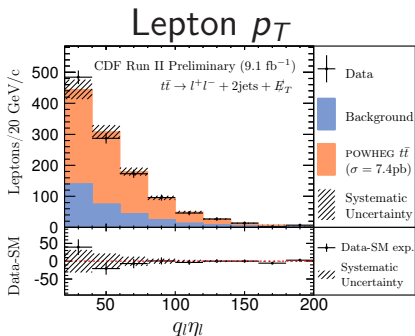 Lepton p_T
CDF Run II Preliminary (9.1 fb⁻¹)
tt̄ → l⁺l⁻ + 2jets + E̸_T
Leptons/20 GeV/c
500
400
300
200
100
0
Data
Background
POWHEG tt̄
(σ = 7.4pb)
Systematic
Uncertainty
Data-SM
50
0
-50
Data-SM exp.
Systematic
Uncertainty
50 100 150 200
q_lη_l